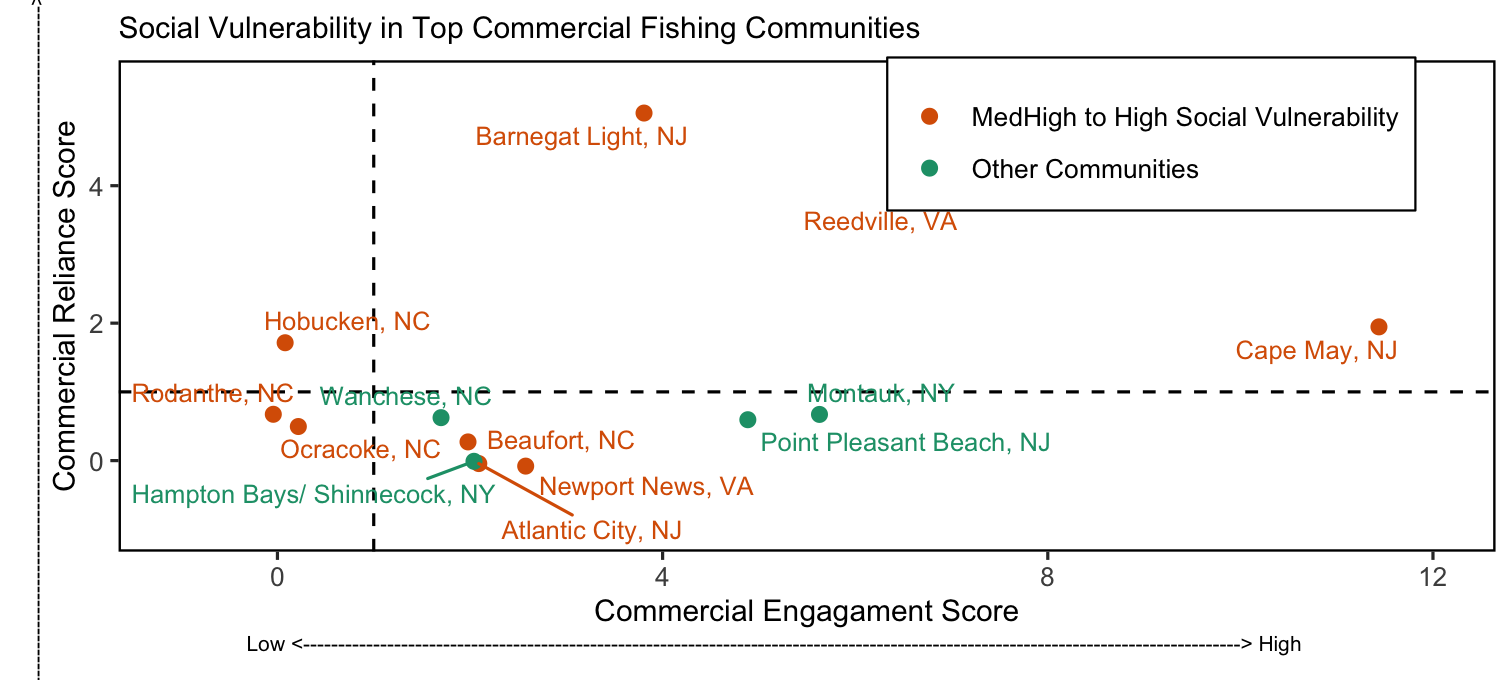 Social Vulnerability in Top Commercial Fishing Communities
MedHigh to High Social Vulnerability
Other Communities
Barnegat Light, NJ
Reedville, VA
Hobucken, NC
Cape May, NJ
Rodanthe, NC
Wanchese, NC
Montauk, NY
Ocracoke, NC
Beaufort, NC
Point Pleasant Beach, NJ
Hampton Bays/ Shinnecock, NY
Newport News, VA
Atlantic City, NJ
Commercial Reliance Score
4
2
0
0
4
8
12
Commercial Engagament Score
Low <----------------------------------------------------------------------------------------------------> High